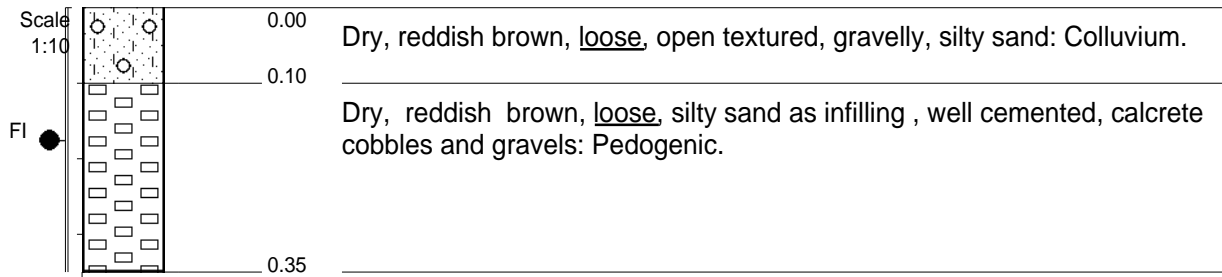 Scale
1:10
0.00
Dry, reddish brown, loose, open textured, gravelly, silty sand: Colluvium.
0.10
Dry, reddish brown, loose, silty sand as infilling , well cemented, calcrete
cobbles and gravels: Pedogenic.
FI
0.35